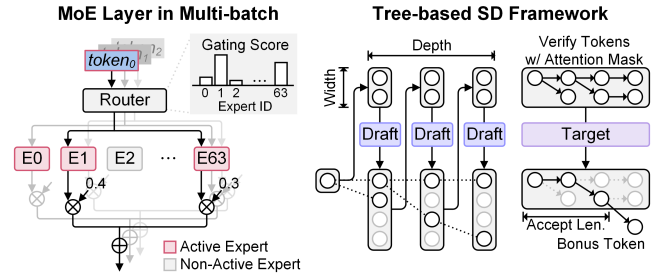 MoE Layer in Multi-batch
token0
token1
token2
Gating Score
0 1 2 ... 63
Expert ID
Router
E0 E1 E2 ... E63
0.4 0.3
Active Expert
Non-Active Expert
Tree-based SD Framework
Depth
Width
Draft Draft Draft
Verify Tokens
w/ Attention Mask
Target
Accept Len.
Bonus Token